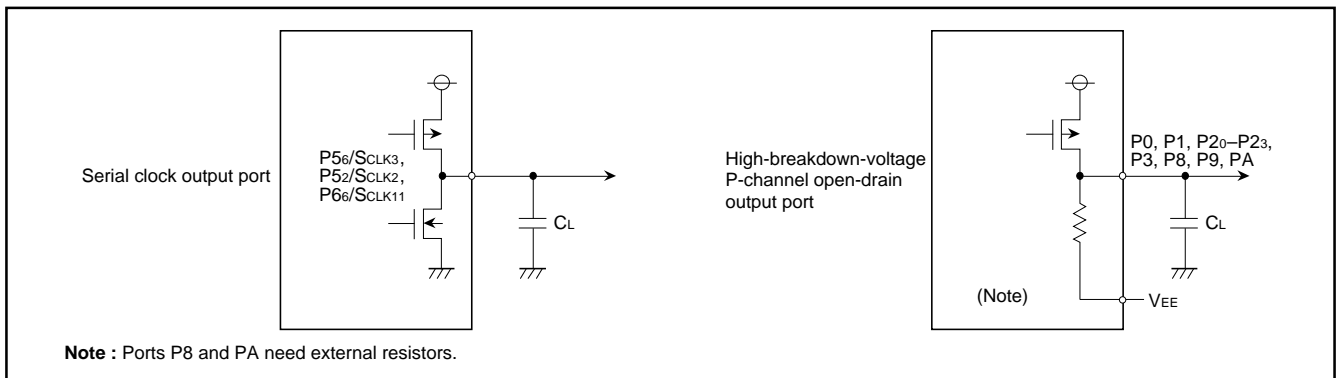 Serial clock output port
P56/SCLK3,
P52/SCLK2,
P66/SCLK11
CL
High-breakdown-voltage
P-channel open-drain
output port
P0, P1, P20–P23,
P3, P8, P9, PA
CL
(Note)
VEE
Note : Ports P8 and PA need external resistors.